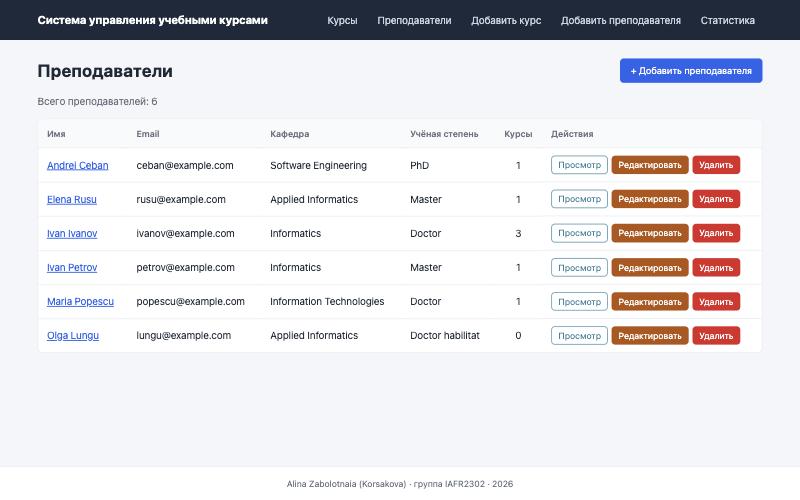 Система управления учебными курсами Курсы Преподаватели Добавить курс Добавить преподавателя Статистика
Преподаватели + Добавить преподавателя
Всего преподавателей: 6
Имя Email Кафедра Учёная степень Курсы Действия
Andrei Ceban ceban@example.com Software Engineering PhD 1 Просмотр Редактировать Удалить
Elena Rusu rusu@example.com Applied Informatics Master 1 Просмотр Редактировать Удалить
Ivan Ivanov ivanov@example.com Informatics Doctor 3 Просмотр Редактировать Удалить
Ivan Petrov petrov@example.com Informatics Master 1 Просмотр Редактировать Удалить
Maria Popescu popescu@example.com Information Technologies Doctor 1 Просмотр Редактировать Удалить
Olga Lungu lungu@example.com Applied Informatics Doctor habilitat 0 Просмотр Редактировать Удалить
Alina Zabolotnaia (Korsakova) · группа IAFR2302 · 2026